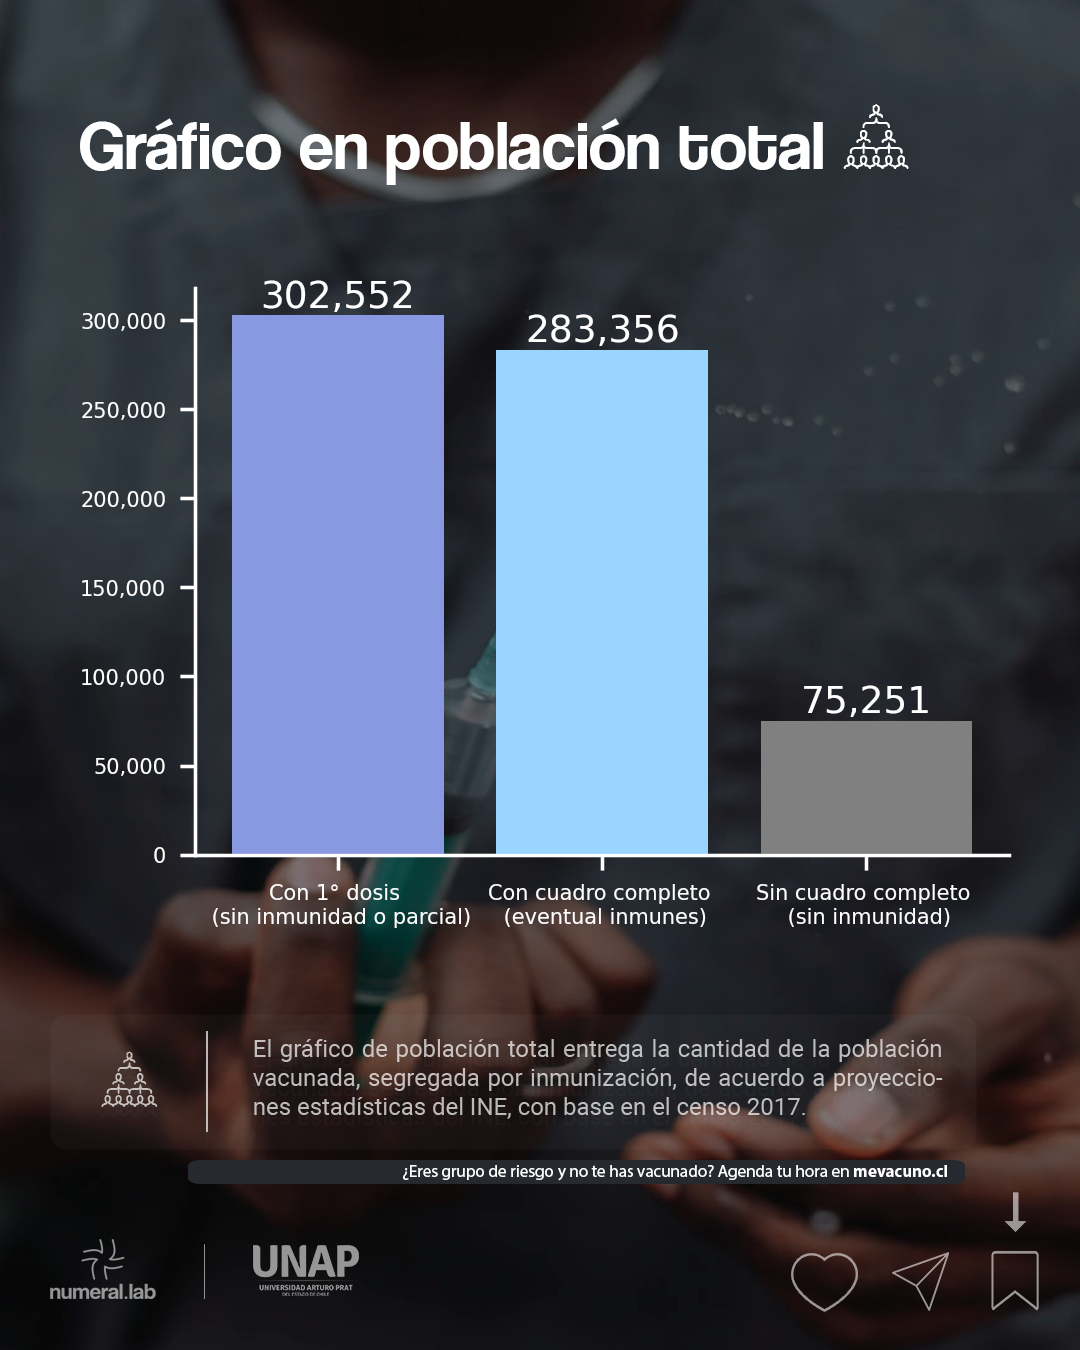 Gráfico en población total
302,552
283,356
75,251
300,000
250,000
200,000
150,000
100,000
50,000
0
Con 1° dosis
(sin inmunidad o parcial)
Con cuadro completo
(eventual inmunes)
Sin cuadro completo
(sin inmunidad)
El gráfico de población total entrega la cantidad de la población
vacunada, segregada por inmunización, de acuerdo a proyeccio-
nes estadísticas del INE, con base en el censo 2017.
¿Eres grupo de riesgo y no te has vacunado? Agenda tu hora en mevacuno.cl
numeral.lab
UNAP
UNIVERSIDAD ARTURO PRAT
DEL ESTADO DE CHILE